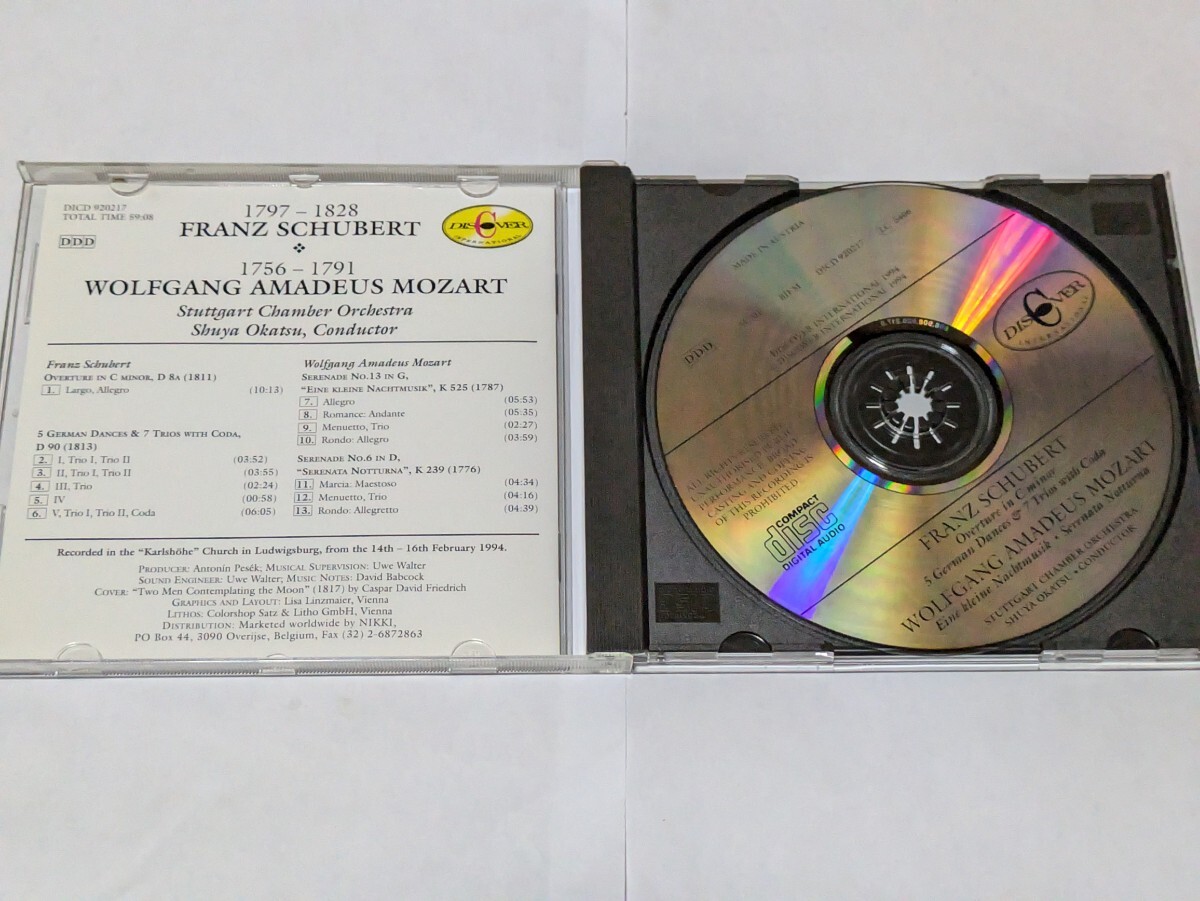 DICD 920217
TOTAL TIME 59:08
DDD
1797 – 1828
FRANZ SCHUBERT
1756 – 1791
WOLFGANG AMADEUS MOZART
Stuttgart Chamber Orchestra
Shuya Okatsu, Conductor
DISCOVER
INTERNATIONAL
Franz Schubert
OVERTURE IN C MINOR, D 8A (1811)
1. Largo, Allegro (10:13)
5 GERMAN DANCES & 7 TRIOS WITH CODA,
D 90 (1813)
2. I, Trio I, Trio II (03:52)
3. II, Trio I, Trio II (03:55)
4. III, Trio (02:24)
5. IV (00:58)
6. V, Trio I, Trio II, Coda (06:05)
Wolfgang Amadeus Mozart
SERENADE NO.13 IN G,
"EINE KLEINE NACHTMUSIK", K 525 (1787)
7. Allegro (05:53)
8. Romance: Andante (05:35)
9. Menuetto, Trio (02:27)
10. Rondo: Allegro (03:59)
SERENADE NO.6 IN D,
"SERENATA NOTTURNA", K 239 (1776)
11. Marcia: Maestoso (04:34)
12. Menuetto, Trio (04:16)
13. Rondo: Allegretto (04:39)
Recorded in the "Karlshöhe" Church in Ludwigsburg, from the 14th – 16th February 1994.
PRODUCER: Antonín Pesék; MUSICAL SUPERVISION: Uwe Walter
SOUND ENGINEER: Uwe Walter; MUSIC NOTES: David Babcock
COVER: "Two Men Contemplating the Moon" (1817) by Caspar David Friedrich
GRAPHICS AND LAYOUT: Lisa Linzmaier, Vienna
LITHOS: Colorshop Satz & Litho GmbH, Vienna
DISTRIBUTION: Marketed worldwide by NIKKI,
PO Box 44, 3090 Overijse, Belgium, Fax (32) 2-6872863
MADE IN AUSTRIA
DICD 920217
DDD
INTERNATIONAL 1994
INTERNATIONAL 1994
DISCOVER
INTERNATIONAL
OF THIS RECORDING
PROHIBITED.
COMPACT
disc
DIGITAL AUDIO
FRANZ SCHUBERT
Overture in C minor
5 German Dances & 7 Trios with Coda
WOLFGANG AMADEUS MOZART
Eine kleine Nachtmusik · Serenata Notturna
STUTTGART CHAMBER ORCHESTRA
SHUYA OKATSU · CONDUCTOR